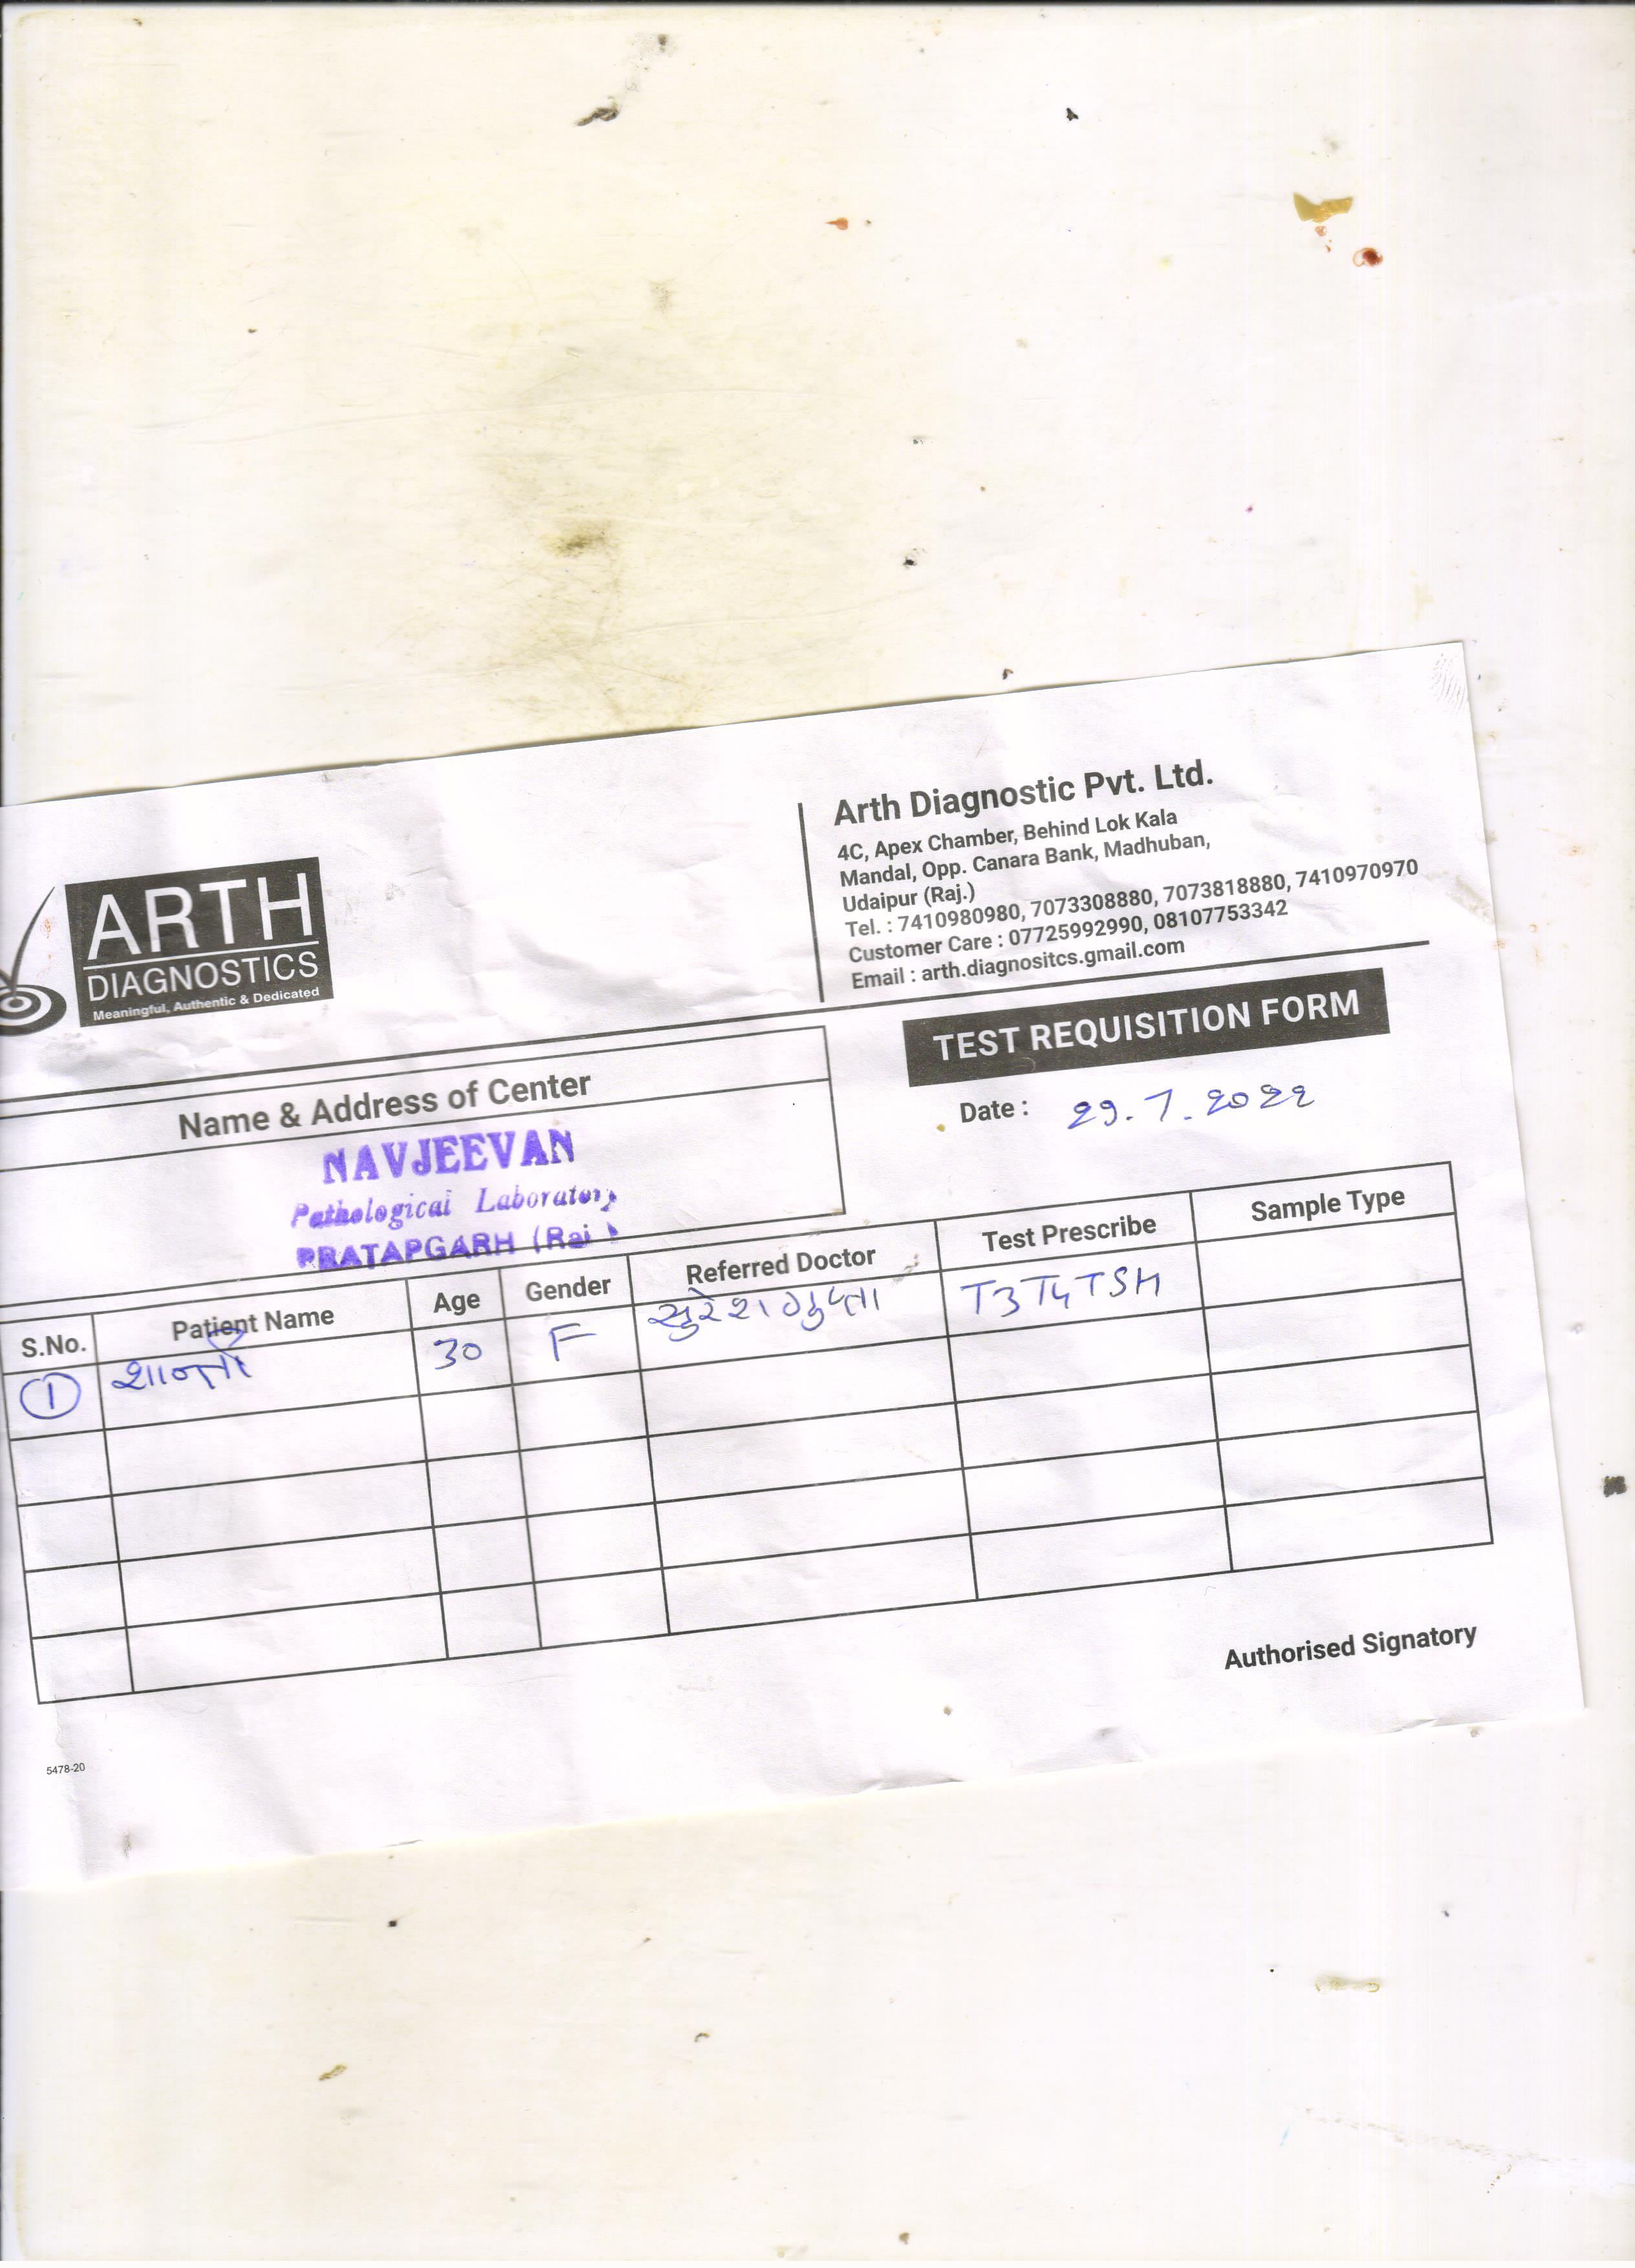 ARTH
DIAGNOSTICS
Meaningful, Authentic & Dedicated
Arth Diagnostic Pvt. Ltd.
4C, Apex Chamber, Behind Lok Kala
Mandal, Opp. Canara Bank, Madhuban,
Udaipur (Raj.)
Tel. : 7410980980, 7073308880, 7073818880, 7410970970
Customer Care : 07725992990, 08107753342
Email : arth.diagnositcs.gmail.com
TEST REQUISITION FORM
Date : 29.7.2022
Name & Address of Center
NAVJEEVAN
Pathological Laboratory
PRATAPGARH (Raj.)
S.No. Patient Name Age Gender Referred Doctor Test Prescribe Sample Type
1 30 F सुरेश गुप्ता T3T4TSH
Authorised Signatory
5478-20